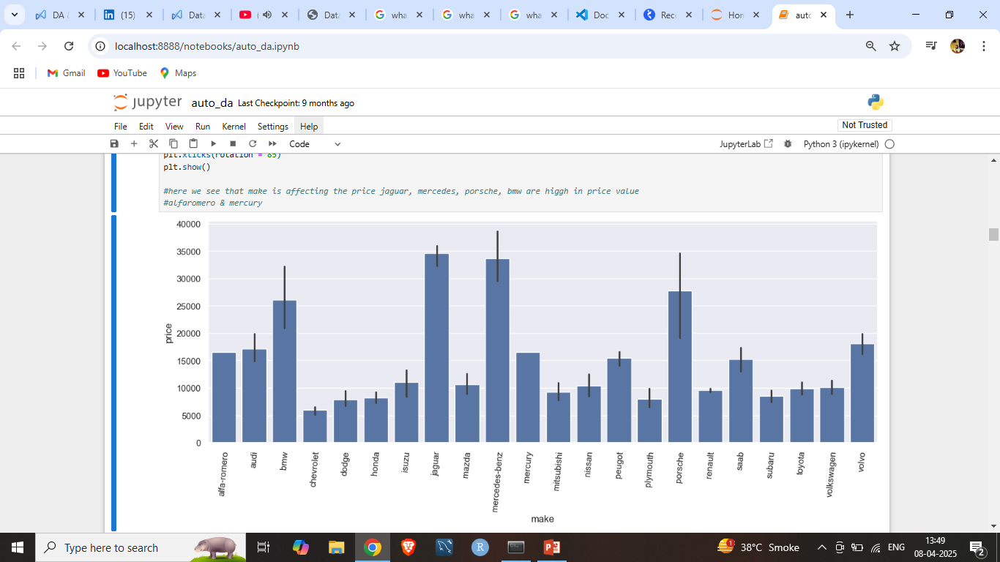 DA &
(15)
Data
(
Data
wha
wha
wha
Doc
Rec
Hor
auto
localhost:8888/notebooks/auto_da.ipynb
Gmail
YouTube
Maps
jupyter
auto_da
Last Checkpoint: 9 months ago
File Edit View Run Kernel Settings Help
Not Trusted
Code
JupyterLab
Python 3 (ipykernel)
plt.xticks(rotation = 85)
plt.show()
#here we see that make is affecting the price jaguar, mercedes, porsche, bmw are higgh in price value
#alfaromero & mercury
40000
35000
30000
25000
20000
15000
10000
5000
0
price
alfa-romero
audi
bmw
chevrolet
dodge
honda
isuzu
jaguar
mazda
mercedes-benz
mercury
mitsubishi
nissan
peugot
plymouth
porsche
renault
saab
subaru
toyota
volkswagen
volvo
make
Type here to search
1
38°C Smoke
ENG
13:49
08-04-2025
2